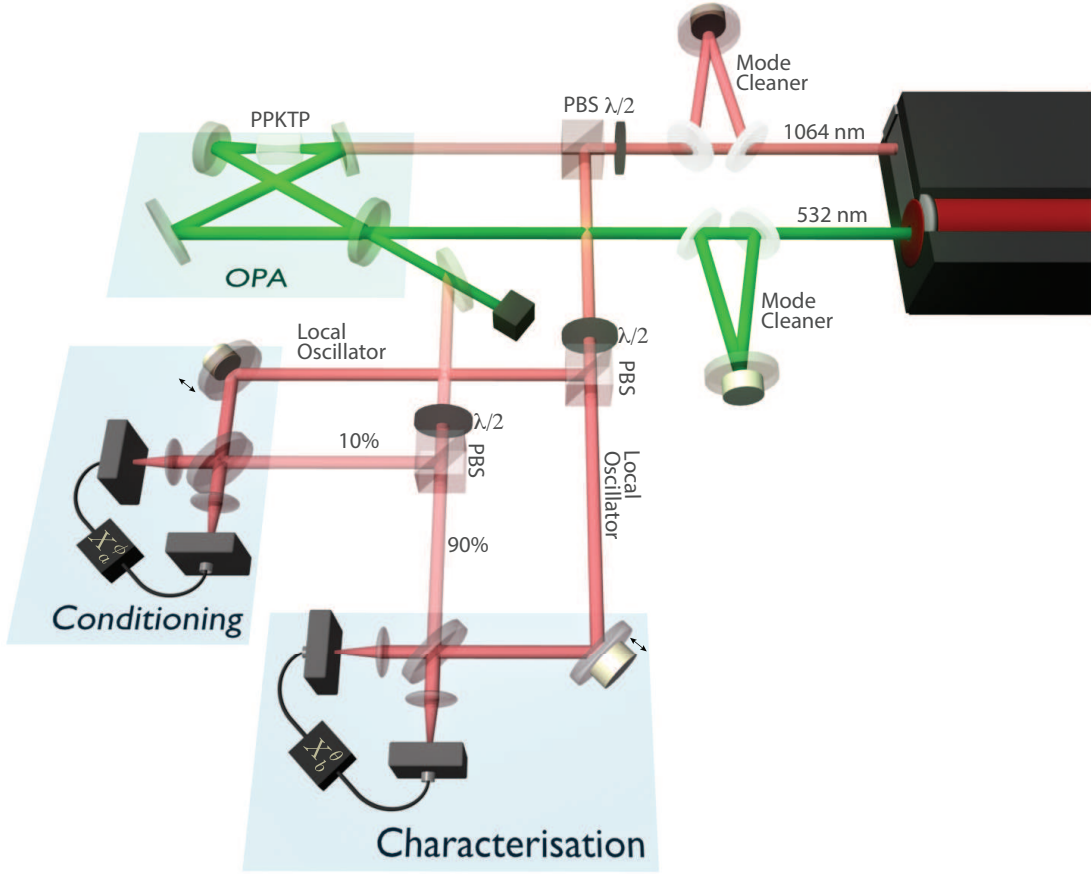 Mode
Cleaner
PBS λ/2
1064 nm
PPKTP
532 nm
OPA
Mode
Cleaner
Local
Oscillator
λ/2
PBS
λ/2
10%
PBS
Local
Oscillator
90%
X_a^ϕ
Conditioning
X_b^θ
Characterisation